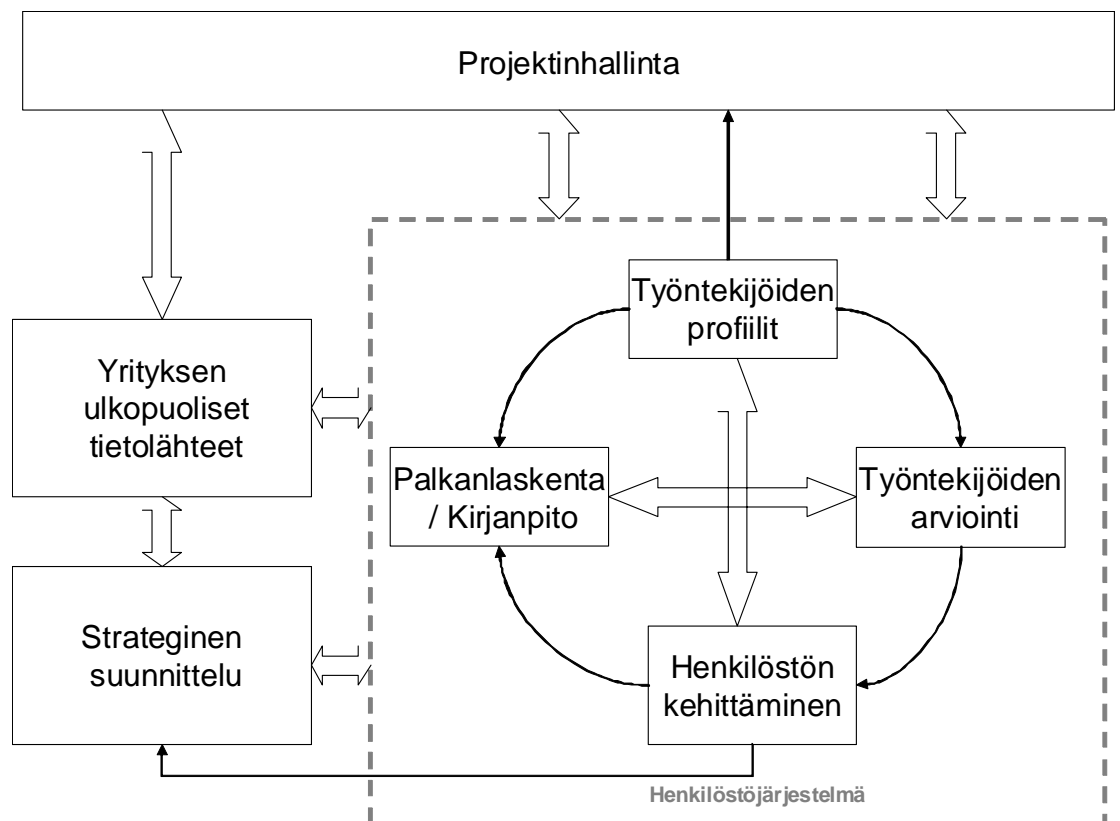 Projektinhallinta
Työntekijöiden
profiilit
Yrityksen
ulkopuoliset
tietolähteet
Palkanlaskenta
/ Kirjanpito
Työntekijöiden
arviointi
Strateginen
suunnittelu
Henkilöstön
kehittäminen
Henkilöstöjärjestelmä